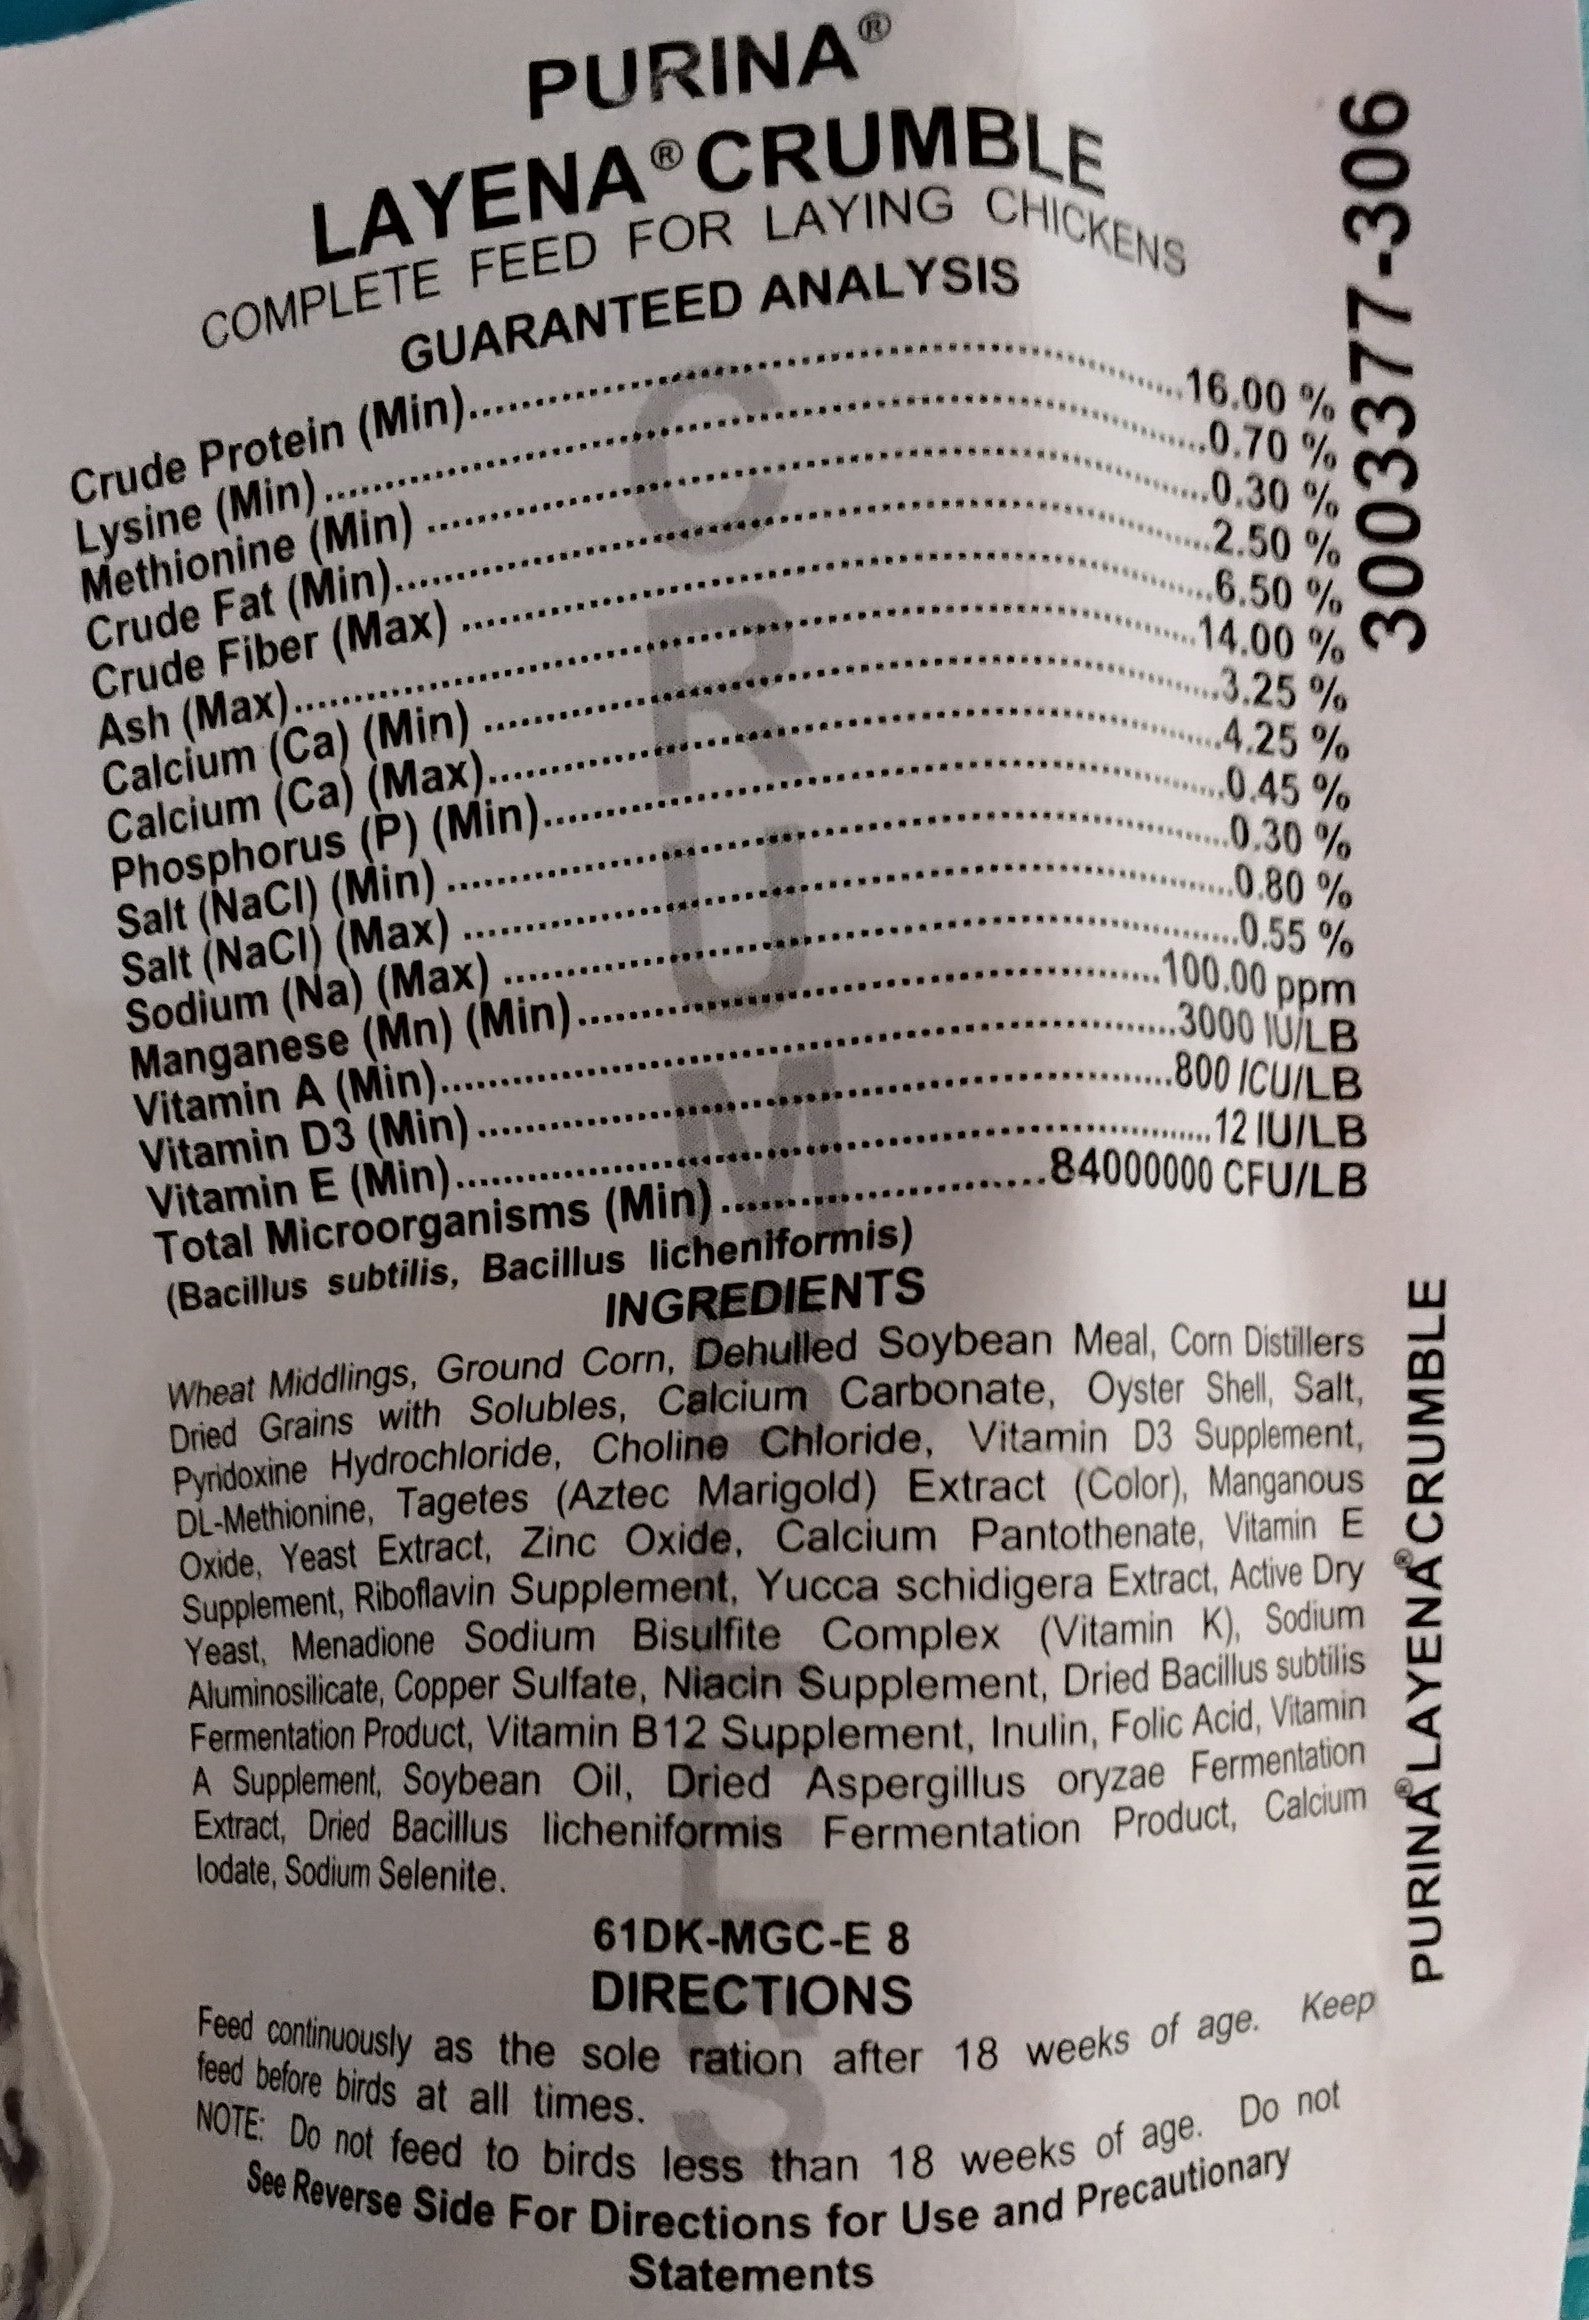 PURINA®
LAYENA® CRUMBLE
COMPLETE FEED FOR LAYING CHICKENS
GUARANTEED ANALYSIS
Crude Protein (Min)..........16.00 %
Lysine (Min)..........0.70 %
Methionine (Min)..........0.30 %
Crude Fat (Min)..........2.50 %
Crude Fiber (Max)..........6.50 %
Ash (Max)..........14.00 %
Calcium (Ca) (Min)..........3.25 %
Calcium (Ca) (Max)..........4.25 %
Phosphorus (P) (Min)..........0.45 %
Salt (NaCl) (Min)..........0.30 %
Salt (NaCl) (Max)..........0.80 %
Sodium (Na) (Max)..........0.55 %
Manganese (Mn) (Min)..........100.00 ppm
Vitamin A (Min)..........3000 IU/LB
Vitamin D3 (Min)..........800 ICU/LB
Vitamin E (Min)..........12 IU/LB
Total Microorganisms (Min)..........84000000 CFU/LB
(Bacillus subtilis, Bacillus licheniformis)
INGREDIENTS
Wheat Middlings, Ground Corn, Dehulled Soybean Meal, Corn Distillers
Dried Grains with Solubles, Calcium Carbonate, Oyster Shell, Salt,
Pyridoxine Hydrochloride, Choline Chloride, Vitamin D3 Supplement,
DL-Methionine, Tagetes (Aztec Marigold) Extract (Color), Manganous
Oxide, Yeast Extract, Zinc Oxide, Calcium Pantothenate, Vitamin E
Supplement, Riboflavin Supplement, Yucca schidigera Extract, Active Dry
Yeast, Menadione Sodium Bisulfite Complex (Vitamin K), Sodium
Aluminosilicate, Copper Sulfate, Niacin Supplement, Dried Bacillus subtilis
Fermentation Product, Vitamin B12 Supplement, Inulin, Folic Acid, Vitamin
A Supplement, Soybean Oil, Dried Aspergillus oryzae Fermentation
Extract, Dried Bacillus licheniformis Fermentation Product, Calcium
Iodate, Sodium Selenite.
61DK-MGC-E 8
DIRECTIONS
Feed continuously as the sole ration after 18 weeks of age. Keep
feed before birds at all times.
NOTE: Do not feed to birds less than 18 weeks of age. Do not
See Reverse Side For Directions for Use and Precautionary
Statements
3003377-306
PURINA® LAYENA® CRUMBLE
CRUMBLES